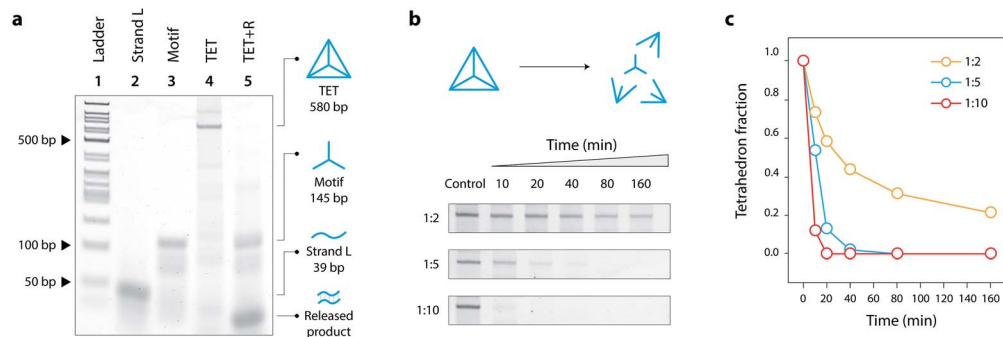 a
Ladder
Strand L
Motif
TET
TET+R
1 2 3 4 5
500 bp
100 bp
50 bp
TET
580 bp
Motif
145 bp
Strand L
39 bp
Released
product
b
Time (min)
Control 10 20 40 80 160
1:2
1:5
1:10
c
Tetrahedron fraction
1.0
0.8
0.6
0.4
0.2
0.0
1:2
1:5
1:10
0 20 40 60 80 100 120 140 160
Time (min)